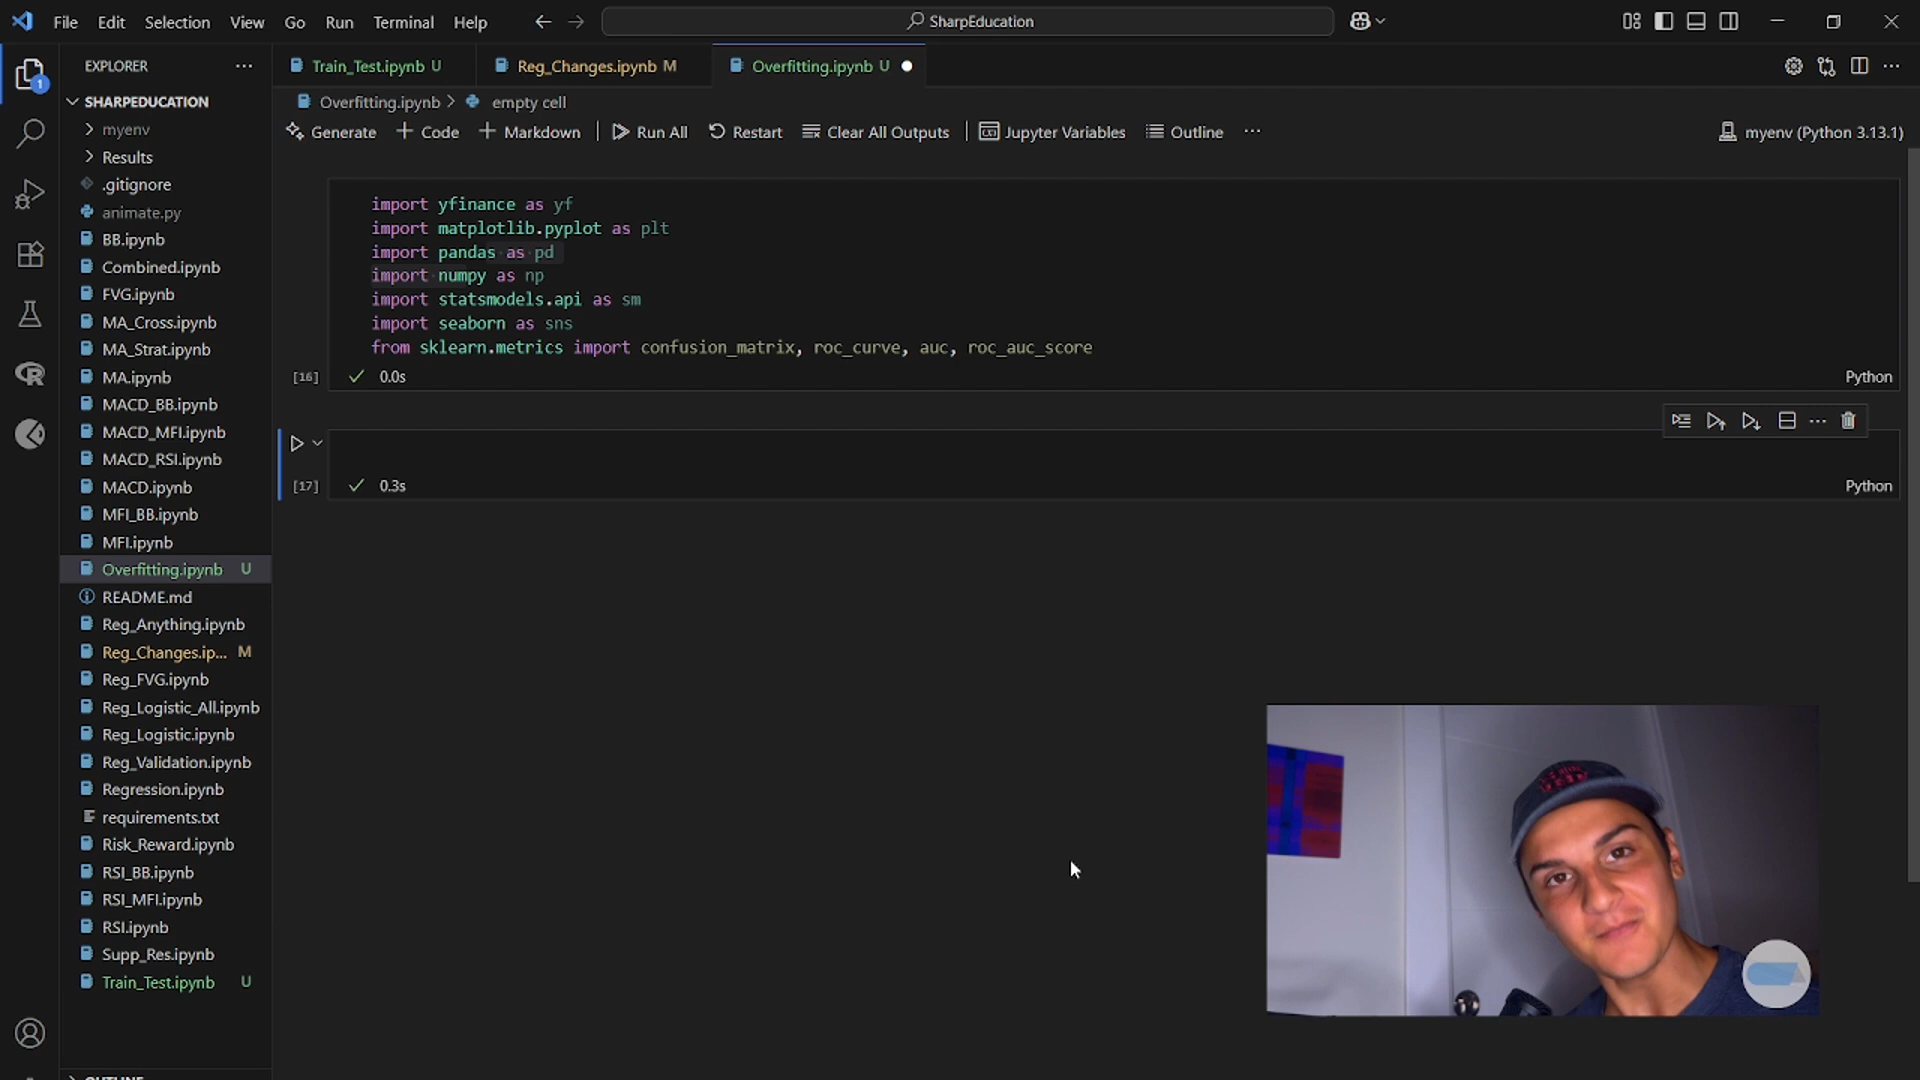 File Edit Selection View Go Run Terminal Help
SharpEducation
EXPLORER
SHARPEDUCATION
myenv
Results
.gitignore
animate.py
BB.ipynb
Combined.ipynb
FVG.ipynb
MA_Cross.ipynb
MA_Strat.ipynb
MA.ipynb
MACD_BB.ipynb
MACD_MFI.ipynb
MACD_RSI.ipynb
MACD.ipynb
MFI_BB.ipynb
MFI.ipynb
Overfitting.ipynb U
README.md
Reg_Anything.ipynb
Reg_Changes.ip... M
Reg_FVG.ipynb
Reg_Logistic_All.ipynb
Reg_Logistic.ipynb
Reg_Validation.ipynb
Regression.ipynb
requirements.txt
Risk_Reward.ipynb
RSI_BB.ipynb
RSI_MFI.ipynb
RSI.ipynb
Supp_Res.ipynb
Train_Test.ipynb U
Train_Test.ipynb U Reg_Changes.ipynb M Overfitting.ipynb U
Overfitting.ipynb > empty cell
Generate + Code + Markdown Run All Restart Clear All Outputs Jupyter Variables Outline ... myenv (Python 3.13.1)
import yfinance as yf
import matplotlib.pyplot as plt
import pandas as pd
import numpy as np
import statsmodels.api as sm
import seaborn as sns
from sklearn.metrics import confusion_matrix, roc_curve, auc, roc_auc_score
[16] 0.0s Python
[17] 0.3s Python